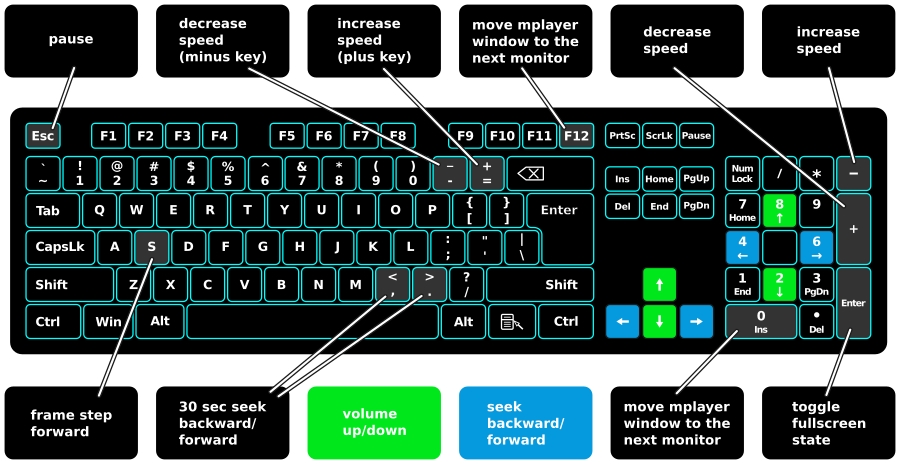 pause
decrease
speed
(minus key)
increase
speed
(plus key)
move mplayer
window to the
next monitor
decrease
speed
increase
speed
Esc F1 F2 F3 F4 F5 F6 F7 F8 F9 F10 F11 F12 PrtSc ScrLk Pause
~ ! @ # $ % ^ & * ( ) _ +
` 1 2 3 4 5 6 7 8 9 0 - =
Ins Home PgUp
Num Lock / * −
Tab Q W E R T Y U I O P { [ } ] Enter
Del End PgDn
7 Home 8 ↑ 9 +
CapsLk A S D F G H J K L : ; " ' | \
4 ← 6 →
Shift Z X C V B N M < , > . ? / Shift
↑
1 End 2 ↓ 3 PgDn Enter
Ctrl Win Alt Alt Ctrl
← ↓ →
0 Ins • Del
frame step
forward
30 sec seek
backward/
forward
volume
up/down
seek
backward/
forward
move mplayer
window to the
next monitor
toggle
fullscreen
state